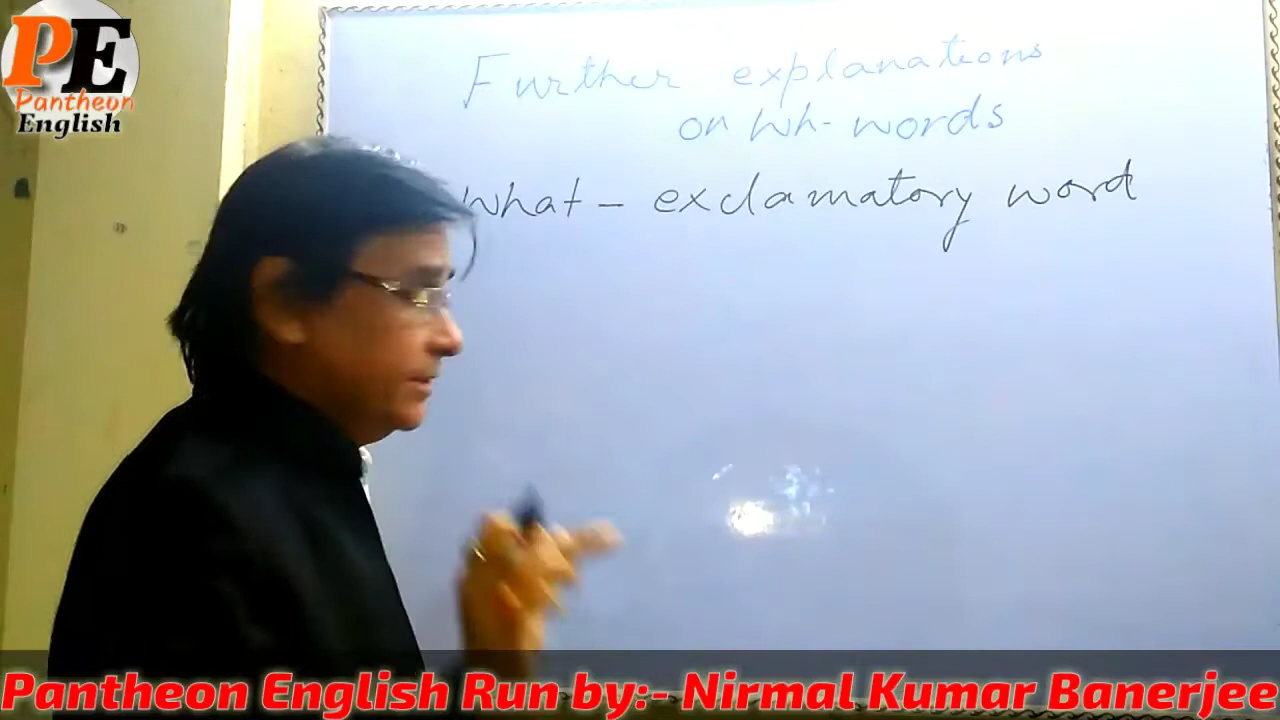 PE
Pantheon
English
Further explanations
on Wh- words
What - exclamatory word
Pantheon English Run by:- Nirmal Kumar Banerjee